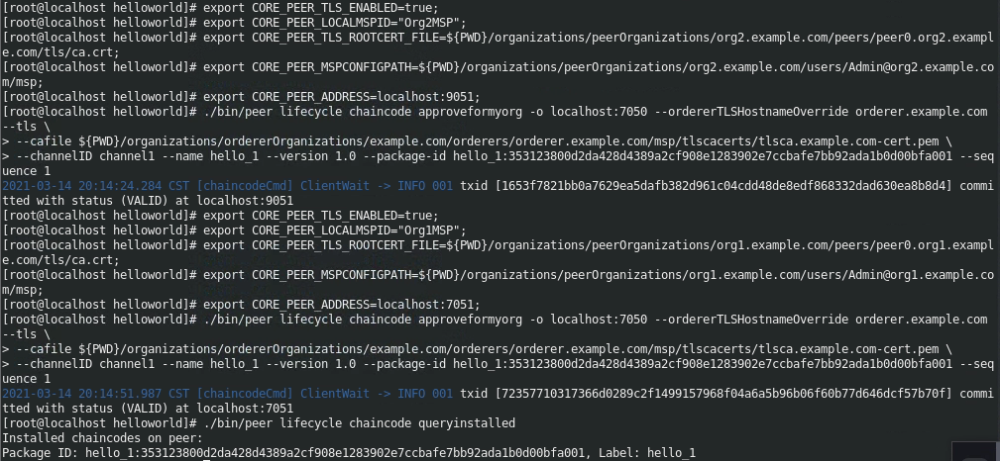 [root@localhost helloworld]# export CORE_PEER_TLS_ENABLED=true;
[root@localhost helloworld]# export CORE_PEER_LOCALMSPID="Org2MSP";
[root@localhost helloworld]# export CORE_PEER_TLS_ROOTCERT_FILE=${PWD}/organizations/peerOrganizations/org2.example.com/peers/peer0.org2.exampl
e.com/tls/ca.crt;
[root@localhost helloworld]# export CORE_PEER_MSPCONFIGPATH=${PWD}/organizations/peerOrganizations/org2.example.com/users/Admin@org2.example.co
m/msp;
[root@localhost helloworld]# export CORE_PEER_ADDRESS=localhost:9051;
[root@localhost helloworld]# ./bin/peer lifecycle chaincode approveformyorg -o localhost:7050 --ordererTLSHostnameOverride orderer.example.com
--tls \
> --cafile ${PWD}/organizations/ordererOrganizations/example.com/orderers/orderer.example.com/msp/tlscacerts/tlsca.example.com-cert.pem \
> --channelID channel1 --name hello_1 --version 1.0 --package-id hello_1:353123800d2da428d4389a2cf908e1283902e7ccbafe7bb92ada1b0d00bfa001 --seq
uence 1
2021-03-14 20:14:24.284 CST [chaincodeCmd] ClientWait -> INFO 001 txid [1653f7821bb0a7629ea5dafb382d961c04cdd48de8edf868332dad630ea8b8d4] commi
tted with status (VALID) at localhost:9051
[root@localhost helloworld]# export CORE_PEER_TLS_ENABLED=true;
[root@localhost helloworld]# export CORE_PEER_LOCALMSPID="Org1MSP";
[root@localhost helloworld]# export CORE_PEER_TLS_ROOTCERT_FILE=${PWD}/organizations/peerOrganizations/org1.example.com/peers/peer0.org1.exampl
e.com/tls/ca.crt;
[root@localhost helloworld]# export CORE_PEER_MSPCONFIGPATH=${PWD}/organizations/peerOrganizations/org1.example.com/users/Admin@org1.example.co
m/msp;
[root@localhost helloworld]# export CORE_PEER_ADDRESS=localhost:7051;
[root@localhost helloworld]# ./bin/peer lifecycle chaincode approveformyorg -o localhost:7050 --ordererTLSHostnameOverride orderer.example.com
--tls \
> --cafile ${PWD}/organizations/ordererOrganizations/example.com/orderers/orderer.example.com/msp/tlscacerts/tlsca.example.com-cert.pem \
> --channelID channel1 --name hello_1 --version 1.0 --package-id hello_1:353123800d2da428d4389a2cf908e1283902e7ccbafe7bb92ada1b0d00bfa001 --seq
uence 1
2021-03-14 20:14:51.987 CST [chaincodeCmd] ClientWait -> INFO 001 txid [72357710317366d0289c2f1499157968f04a6a5b96b06f60b77d646dcf57b70f] commi
tted with status (VALID) at localhost:7051
[root@localhost helloworld]# ./bin/peer lifecycle chaincode queryinstalled
Installed chaincodes on peer:
Package ID: hello_1:353123800d2da428d4389a2cf908e1283902e7ccbafe7bb92ada1b0d00bfa001, Label: hello_1